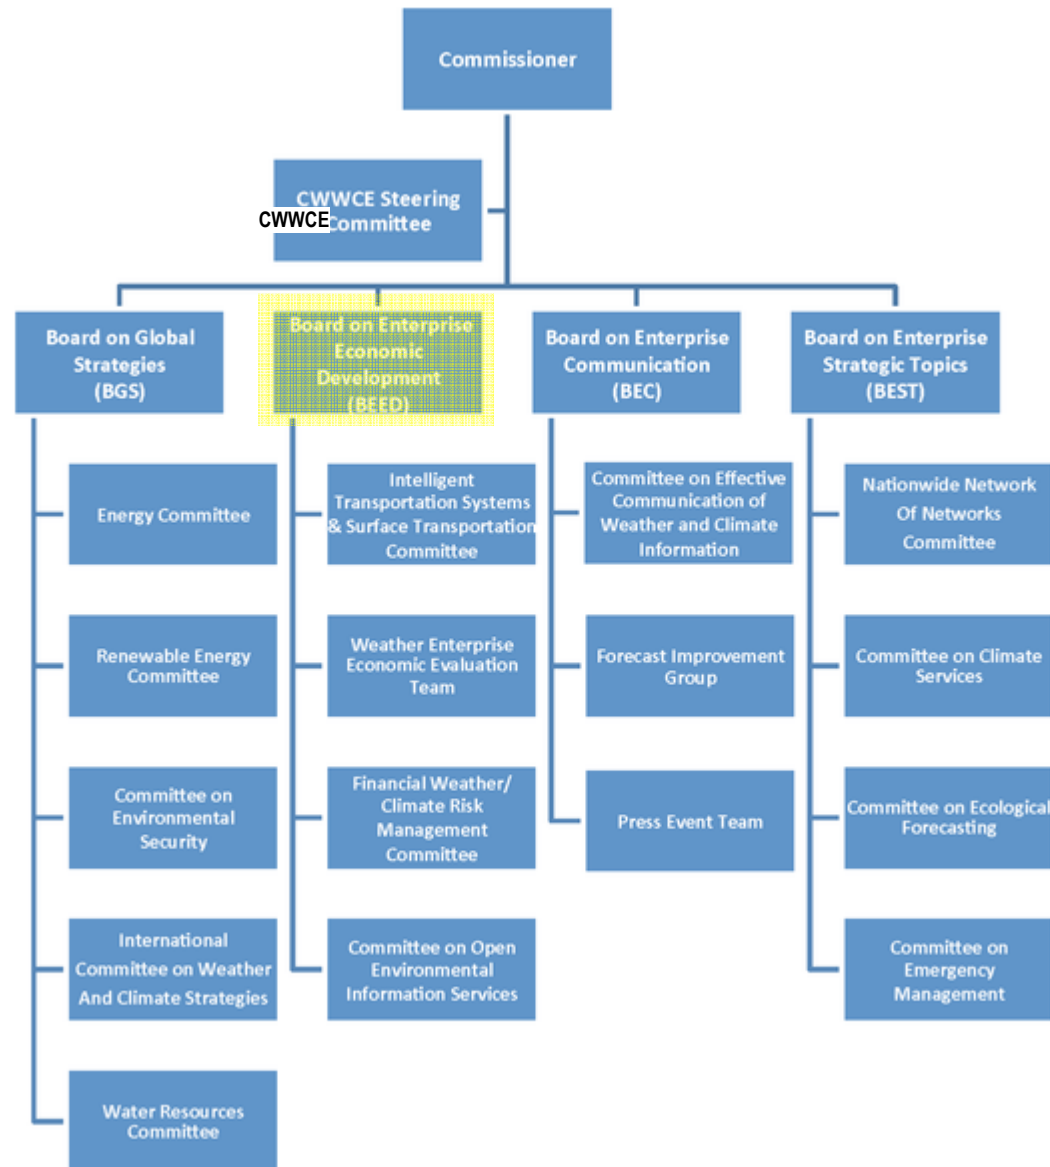 Commissioner
CWWCE Steering
CWWCE
Committee
Board on Global
Strategies
(BGS)
Board on Enterprise
Economic
Development
(BEED)
Board on Enterprise
Communication
(BEC)
Board on Enterprise
Strategic Topics
(BEST)
Energy Committee
Renewable Energy
Committee
Committee on
Environmental
Security
International
Committee on Weather
And Climate Strategies
Water Resources
Committee
Intelligent
Transportation Systems
& Surface Transportation
Committee
Weather Enterprise
Economic Evaluation
Team
Financial Weather/
Climate Risk
Management
Committee
Committee on Open
Environmental
Information Services
Committee on Effective
Communication of
Weather and Climate
Information
Forecast Improvement
Group
Press Event Team
Nationwide Network
Of Networks
Committee
Committee on Climate
Services
Committee on Ecological
Forecasting
Committee on
Emergency
Management